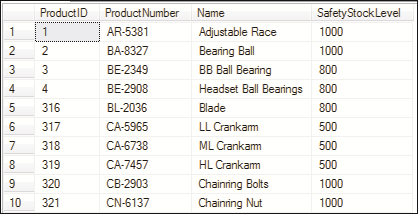 ProductID ProductNumber Name SafetyStockLevel
1 1 AR-5381 Adjustable Race 1000
2 2 BA-8327 Bearing Ball 1000
3 3 BE-2349 BB Ball Bearing 800
4 4 BE-2908 Headset Ball Bearings 800
5 316 BL-2036 Blade 800
6 317 CA-5965 LL Crankarm 500
7 318 CA-6738 ML Crankarm 500
8 319 CA-7457 HL Crankarm 500
9 320 CB-2903 Chainring Bolts 1000
10 321 CN-6137 Chainring Nut 1000